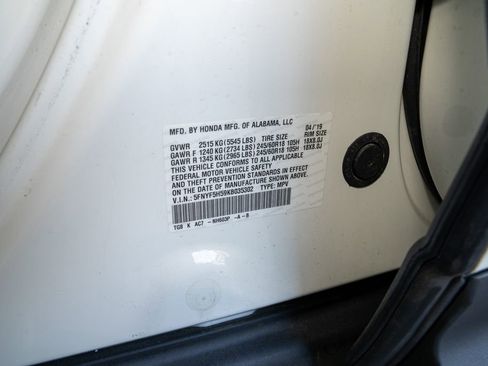 MFD. BY HONDA MFG. OF ALABAMA, LLC 04/'19
GVWR 2515 KG (5545 LBS) TIRE SIZE RIM SIZE
GAWR F 1240 KG (2734 LBS) 245/60R18 105H 18X8.0J
GAWR R 1345 KG (2965 LBS) 245/60R18 105H 18X8.0J
THIS VEHICLE CONFORMS TO ALL APPLICABLE
FEDERAL MOTOR VEHICLE SAFETY
AND THEFT PREVENTION STANDARDS IN EFFECT
ON THE DATE OF MANUFACTURE SHOWN ABOVE.
V.I.N.: 5FNYF5H59KB035302 TYPE: MPV
TG8 K AC7 -NH603P -A -B